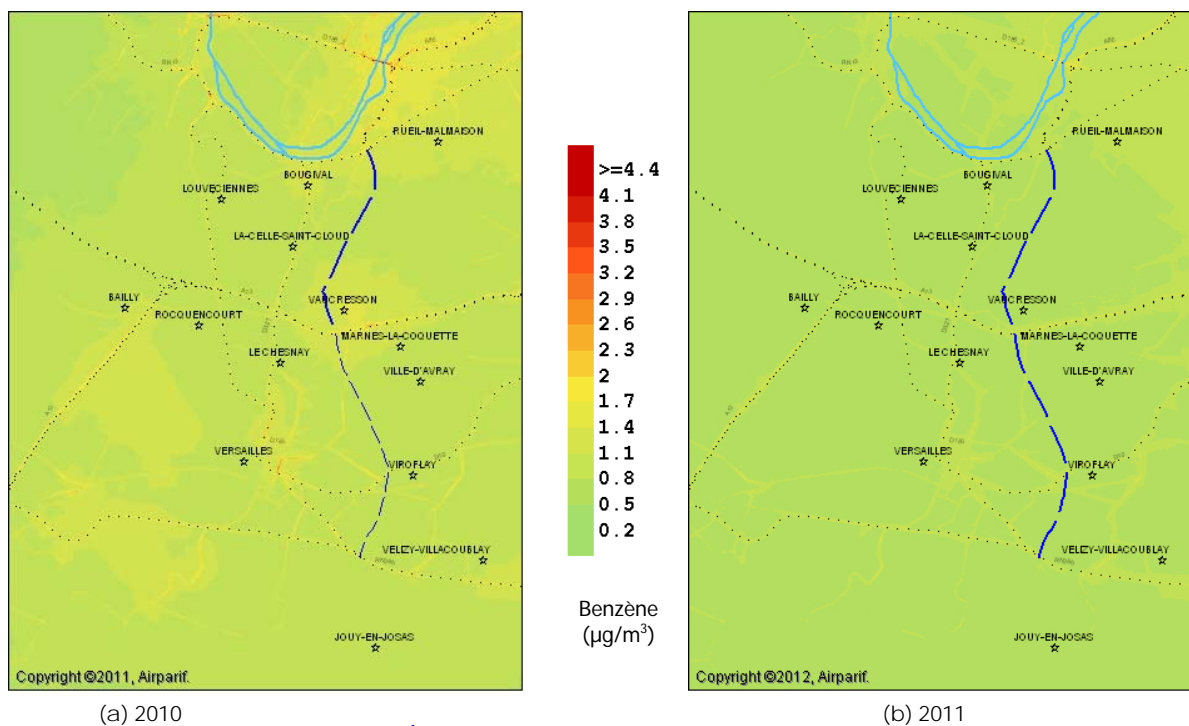 RUEIL-MALMAISON
BOUGIVAL
LOUVECIENNES
LA-CELLE-SAINT-CLOUD
BAILLY
VAUCRESSON
ROCQUENCOURT
MARNES-LA-COQUETTE
LE CHESNAY
VILLE-D'AVRAY
VERSAILLES
VIROFLAY
VELIZY-VILLACOUBLAY
JOUY-EN-JOSAS
Copyright ©2011, Airparif.
(a) 2010
>=4.4
4.1
3.8
3.5
3.2
2.9
2.6
2.3
2
1.7
1.4
1.1
0.8
0.5
0.2
Benzène
(µg/m³)
RUEIL-MALMAISON
BOUGIVAL
LOUVECIENNES
LA-CELLE-SAINT-CLOUD
BAILLY
A13
VAUCRESSON
ROCQUENCOURT
MARNES-LA-COQUETTE
LE CHESNAY
VILLE-D'AVRAY
VERSAILLES
VIROFLAY
VELIZY-VILLACOUBLAY
JOUY-EN-JOSAS
Copyright ©2012, Airparif.
(b) 2011